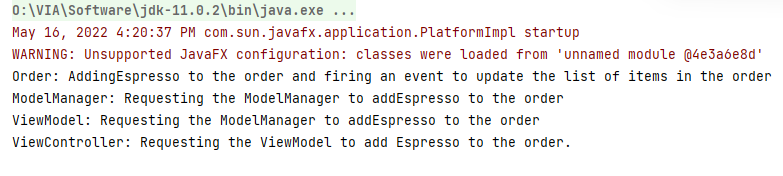 O:\VIA\Software\jdk-11.0.2\bin\java.exe ...
May 16, 2022 4:20:37 PM com.sun.javafx.application.PlatformImpl startup
WARNING: Unsupported JavaFX configuration: classes were loaded from 'unnamed module @4e3a6e8d'
Order: AddingEspresso to the order and firing an event to update the list of items in the order
ModelManager: Requesting the ModelManager to addEspresso to the order
ViewModel: Requesting the ModelManager to addEspresso to the order
ViewController: Requesting the ViewModel to add Espresso to the order.